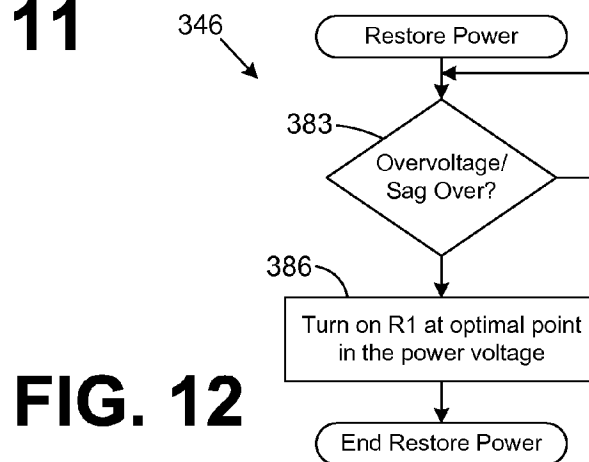 11
346
Restore Power
383
Overvoltage/
Sag Over?
386
Turn on R1 at optimal point
in the power voltage
FIG. 12
End Restore Power